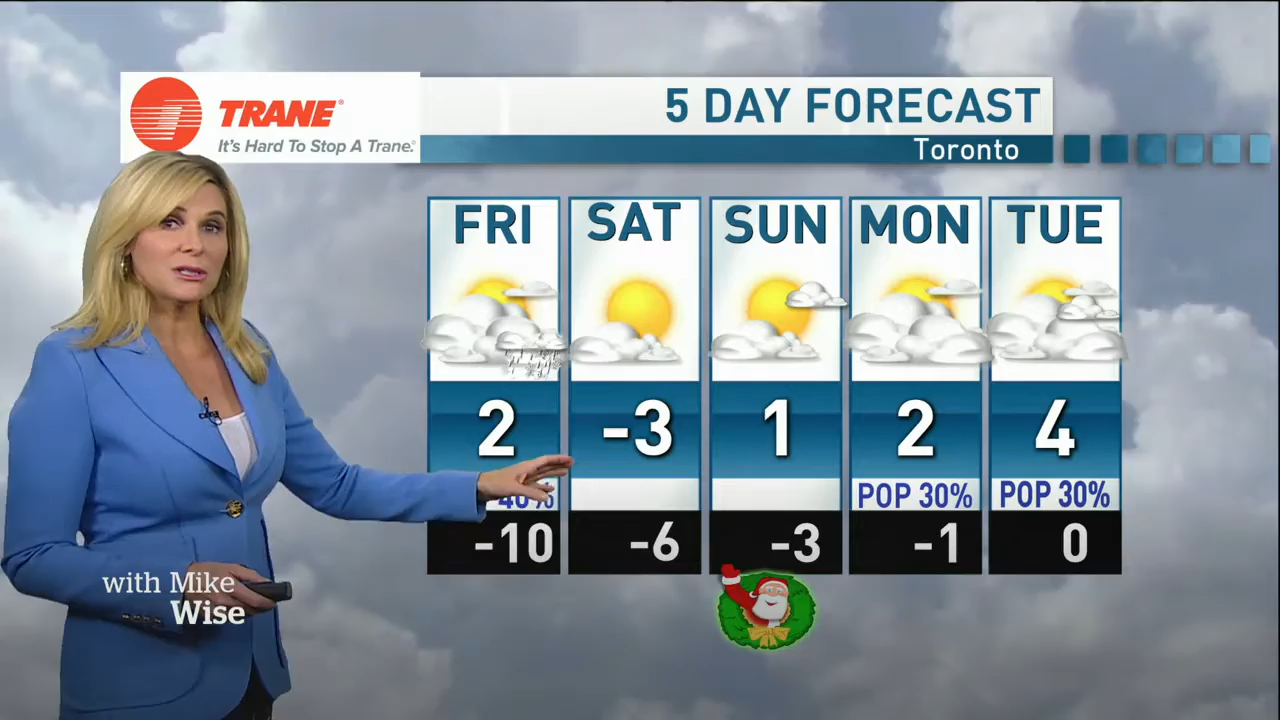 TRANE®
It's Hard To Stop A Trane.®
5 DAY FORECAST
Toronto
FRI SAT SUN MON TUE
2 -3 1 2 4
40% POP 30% POP 30%
-10 -6 -3 -1 0
with Mike
Wise